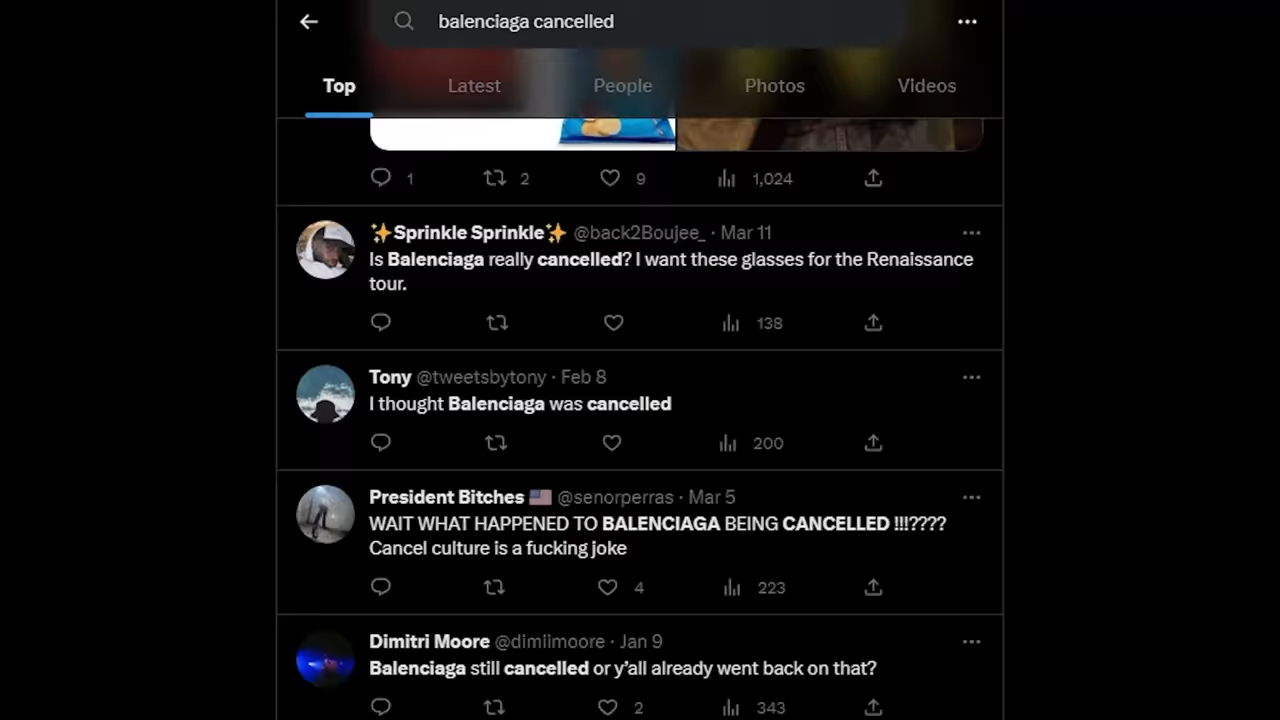 balenciaga cancelled
Top Latest People Photos Videos
1 2 9 1,024
✨Sprinkle Sprinkle✨ @back2Boujee_ · Mar 11
Is Balenciaga really cancelled? I want these glasses for the Renaissance
tour.
138
Tony @tweetsbytony · Feb 8
I thought Balenciaga was cancelled
200
President Bitches 🇺🇸 @senorperras · Mar 5
WAIT WHAT HAPPENED TO BALENCIAGA BEING CANCELLED !!!????
Cancel culture is a fucking joke
4 223
Dimitri Moore @dimiimoore · Jan 9
Balenciaga still cancelled or y’all already went back on that?
2 343